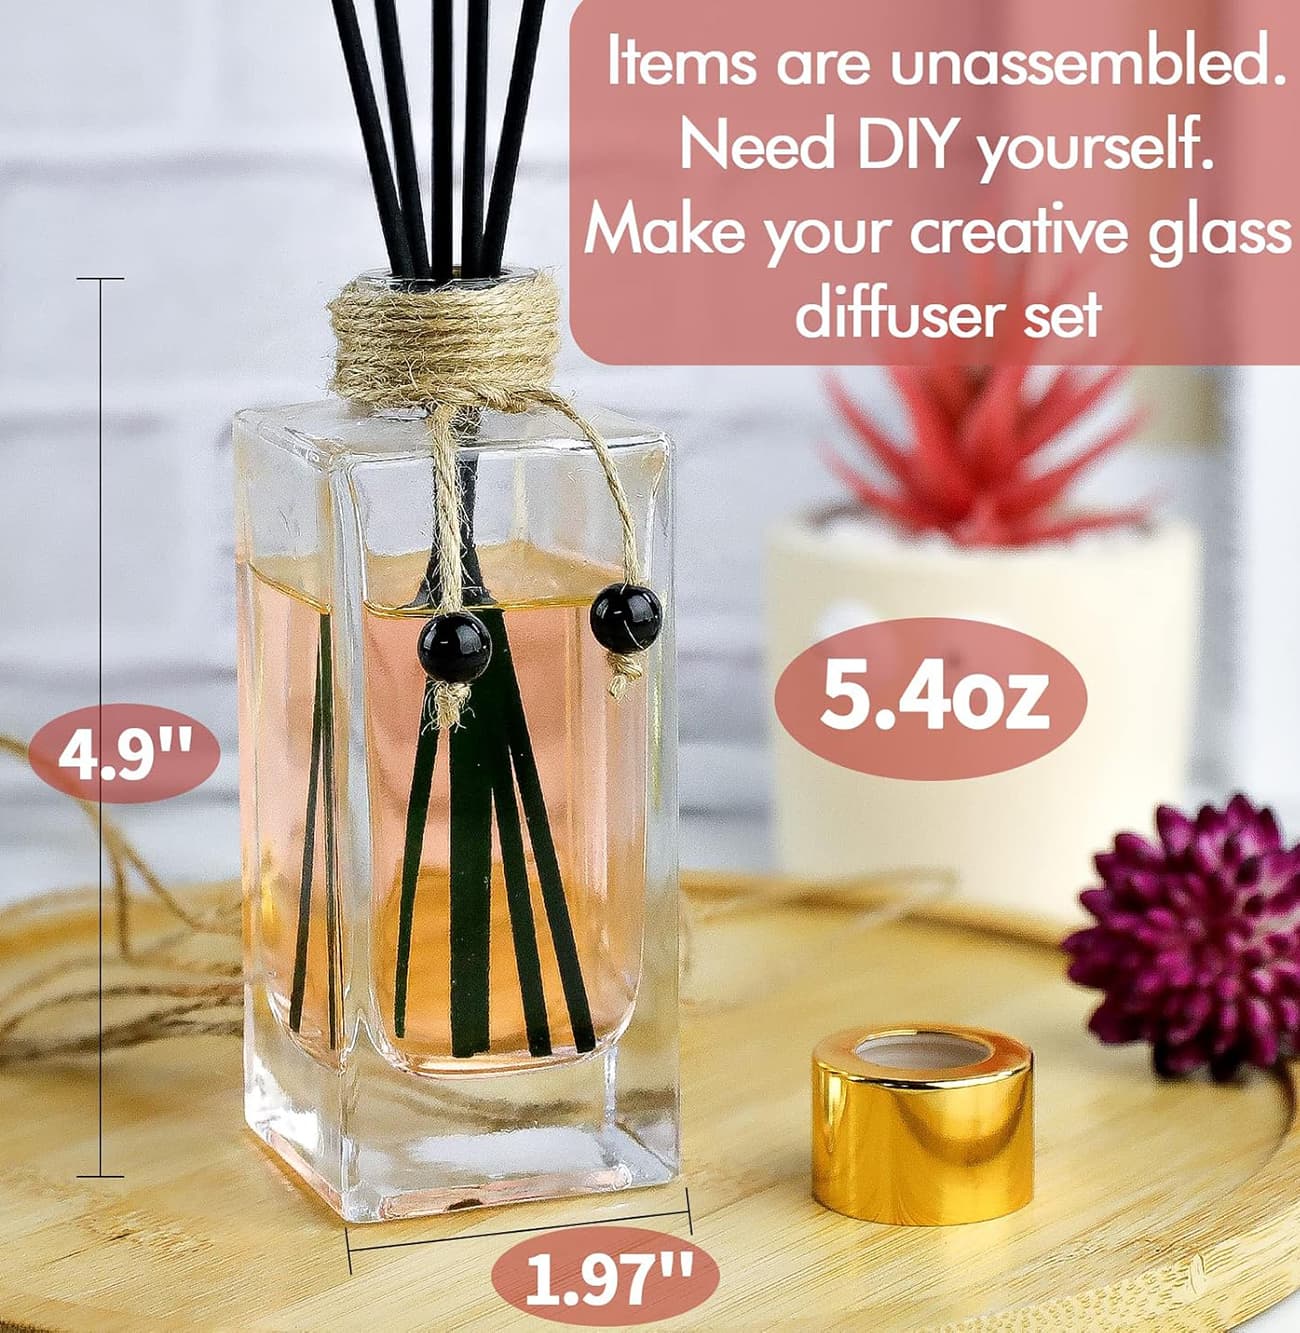 Items are unassembled.
Need DIY yourself.
Make your creative glass
diffuser set
5.4oz
4.9''
1.97''